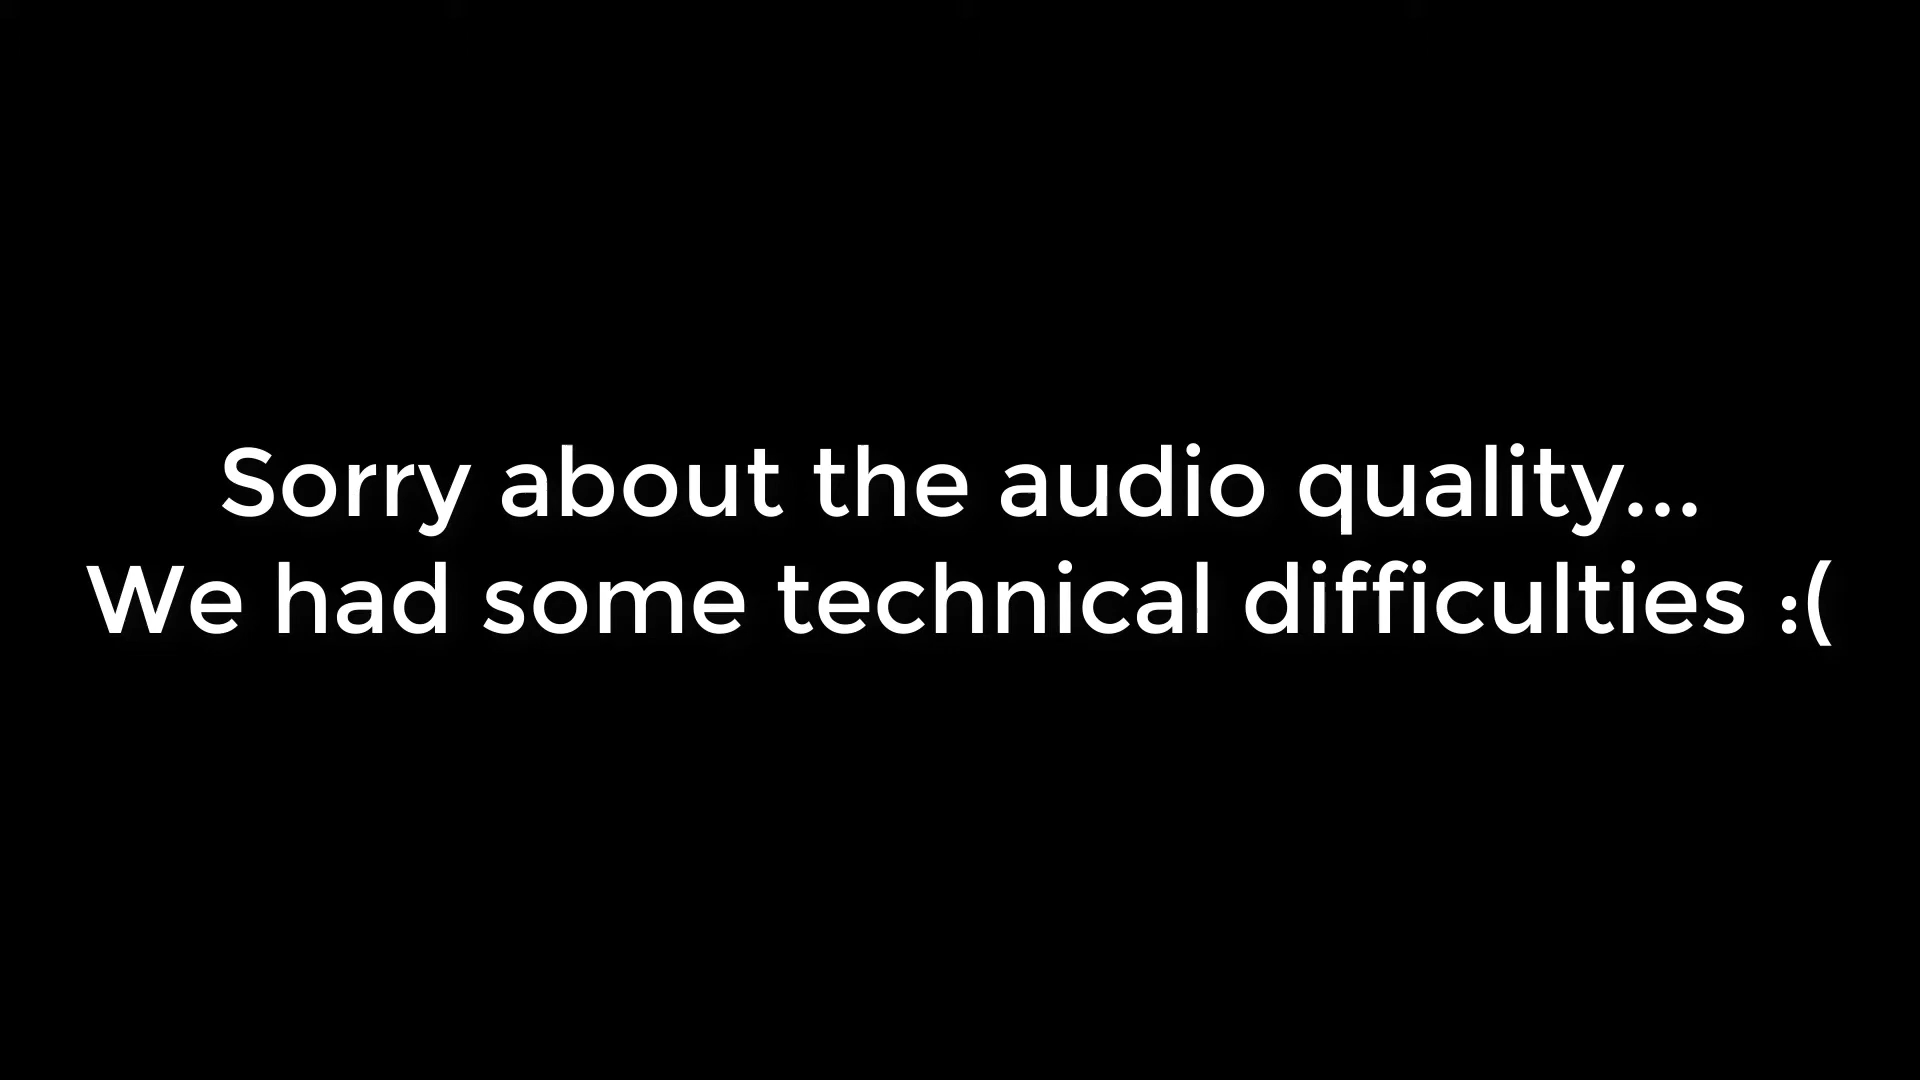 Sorry about the audio quality...
We had some technical difficulties :(